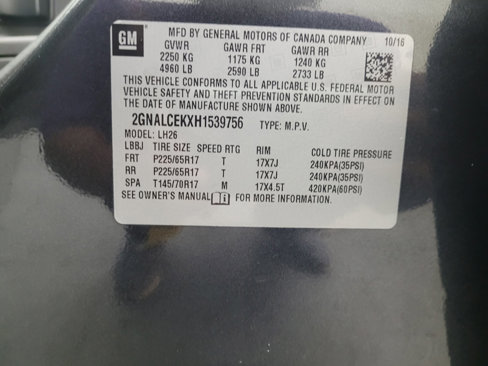 GM
MFD BY GENERAL MOTORS OF CANADA COMPANY 10/16
GVWR GAWR FRT GAWR RR
2250 KG 1175 KG 1240 KG
4960 LB 2590 LB 2733 LB
THIS VEHICLE CONFORMS TO ALL APPLICABLE U.S. FEDERAL MOTOR
VEHICLE SAFETY AND THEFT PREVENTION STANDARDS IN EFFECT ON
THE DATE OF MANUFACTURE SHOWN ABOVE.
2GNALCEKXH1539756 TYPE: M.P.V.
MODEL: LH26
LBBJ TIRE SIZE SPEED RTG RIM COLD TIRE PRESSURE
FRT P225/65R17 T 17X7J 240KPA(35PSI)
RR P225/65R17 T 17X7J 240KPA(35PSI)
SPA T145/70R17 M 17X4.5T 420KPA(60PSI)
SEE OWNER'S MANUAL FOR MORE INFORMATION.